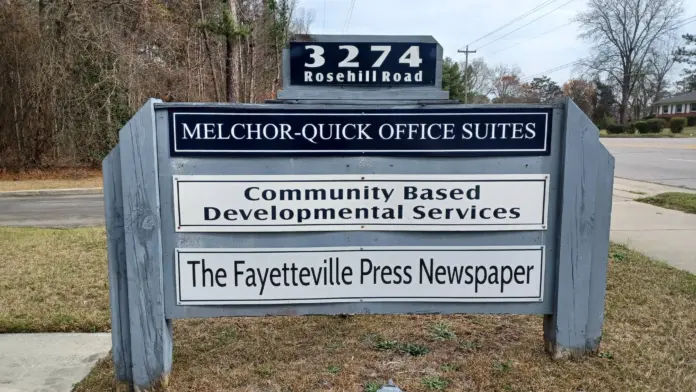 3274
Rosehill Road
MELCHOR-QUICK OFFICE SUITES
Community Based
Developmental Services
The Fayetteville Press Newspaper